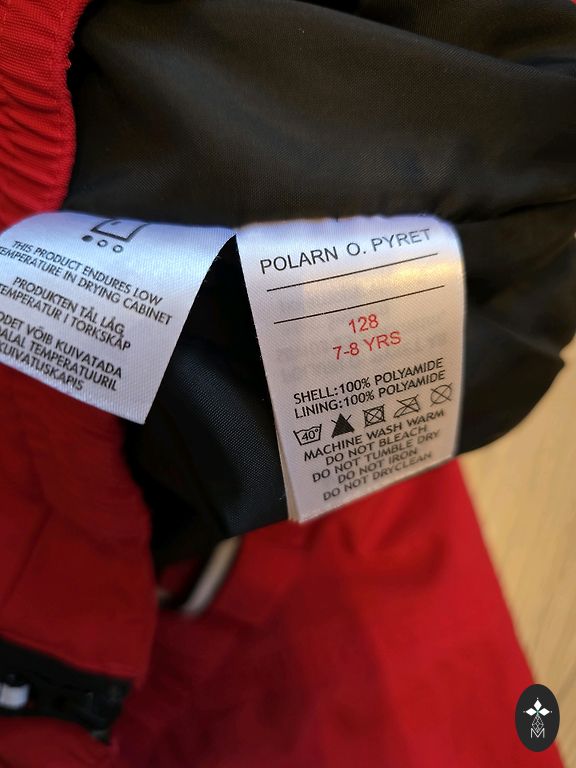 THIS PRODUCT ENDURES LOW
TEMPERATURE IN DRYING CABINET
PRODUKTEN TÅL LÅG
TEMPERATUR I TORKSKÅP
VÕIB KUIVATADA
TEMPERATUURIL
KUIVATUSKAPIS
POLARN O. PYRET
128
7-8 YRS
SHELL:100% POLYAMIDE
LINING:100% POLYAMIDE
40°
MACHINE WASH WARM
DO NOT BLEACH
DO NOT TUMBLE DRY
DO NOT IRON
DO NOT DRYCLEAN
M